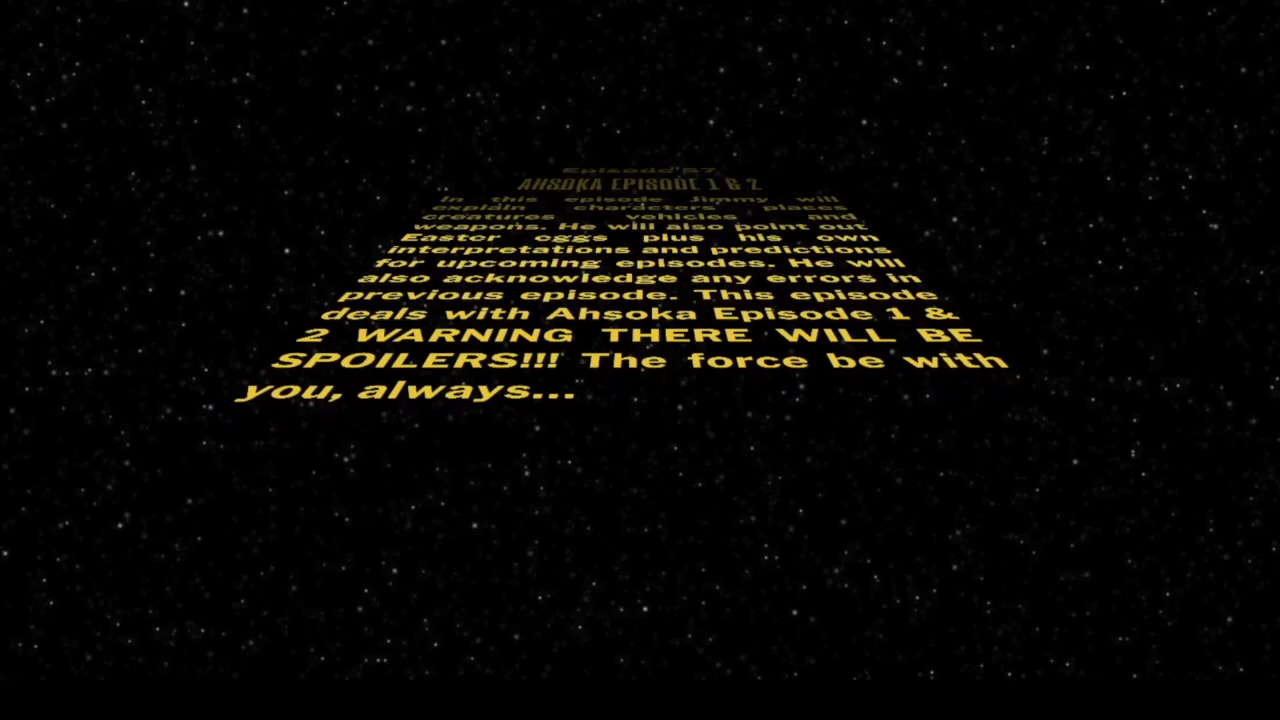 Episode 57
AHSOKA EPISODE 1 & 2
In this episode Jimmy will
explain characters places
creatures vehicles and
weapons. He will also point out
Easter eggs plus his own
interpretations and predictions
for upcoming episodes. He will
also acknowledge any errors in
previous episode. This episode
deals with Ahsoka Episode 1 &
2 WARNING THERE WILL BE
SPOILERS!!! The force be with
you, always...